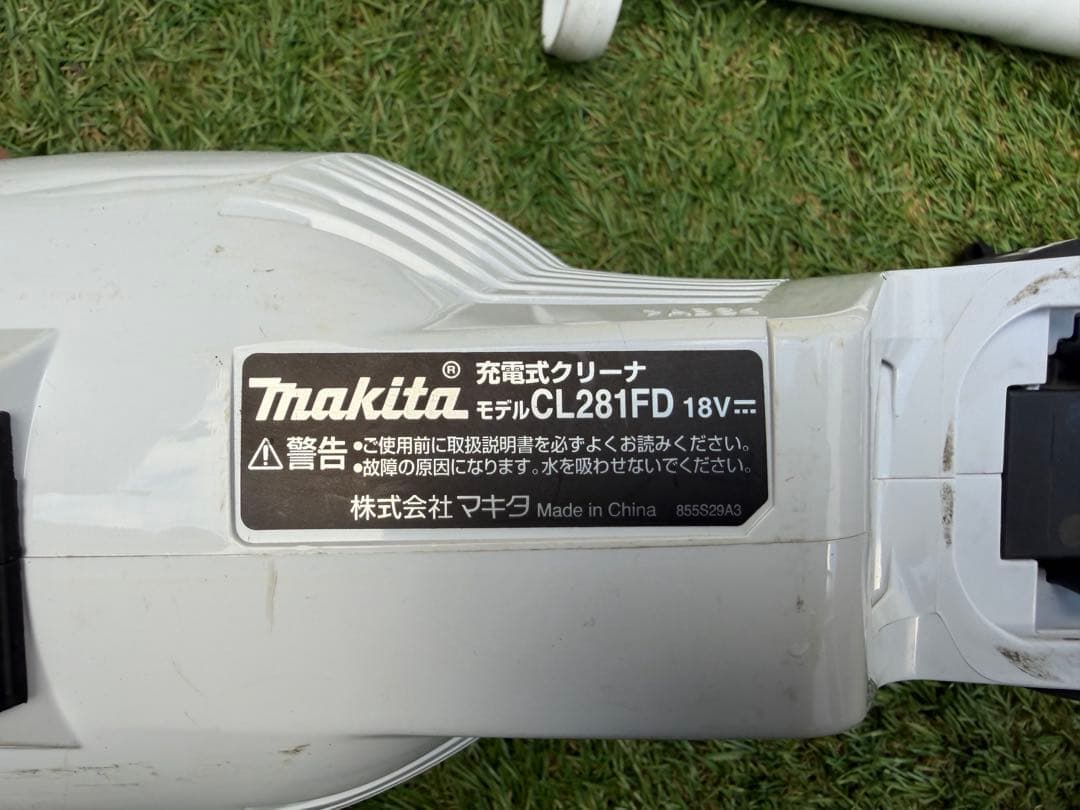 makita® 充電式クリーナ
モデルCL281FD 18V⎓
⚠警告 •ご使用前に取扱説明書を必ずよくお読みください。
•故障の原因になります。水を吸わせないでください。
株式会社マキタ Made in China 855S29A3